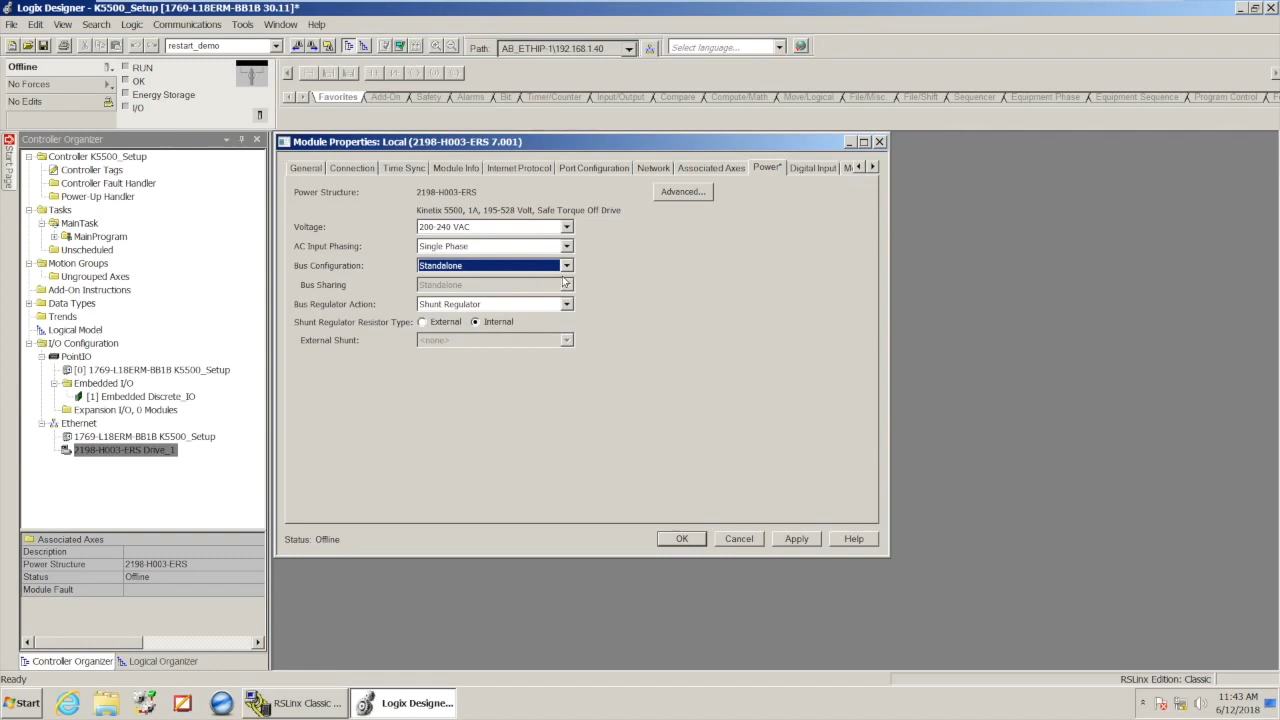 Logix Designer - K5500_Setup [1769-L18ERM-BB1B 30.11]*
File Edit View Search Logic Communications Tools Window Help
restart_demo
Path: AB_ETHIP-1\192.168.1.40
Select language...
Offline
No Forces
No Edits
RUN
OK
Energy Storage
I/O
Favorites Add-On Safety Alarms Bit Timer/Counter Input/Output Compare Compute/Math Move/Logical File/Misc. File/Shift Sequencer Equipment Phase Equipment Sequence Program Control
Start Page
Controller Organizer
Controller K5500_Setup
Controller Tags
Controller Fault Handler
Power-Up Handler
Tasks
MainTask
MainProgram
Unscheduled
Motion Groups
Ungrouped Axes
Add-On Instructions
Data Types
Trends
Logical Model
I/O Configuration
PointIO
[0] 1769-L18ERM-BB1B K5500_Setup
Embedded I/O
[1] Embedded Discrete_IO
Expansion I/O, 0 Modules
Ethernet
1769-L18ERM-BB1B K5500_Setup
2198-H003-ERS Drive_1
Associated Axes
Description
Power Structure 2198-H003-ERS
Status Offline
Module Fault
Controller Organizer Logical Organizer
Module Properties: Local (2198-H003-ERS 7.001)
General Connection Time Sync Module Info Internet Protocol Port Configuration Network Associated Axes Power* Digital Input
Power Structure: 2198-H003-ERS
Advanced...
Kinetix 5500, 1A, 195-528 Volt, Safe Torque Off Drive
Voltage: 200-240 VAC
AC Input Phasing: Single Phase
Bus Configuration: Standalone
Bus Sharing Standalone
Bus Regulator Action: Shunt Regulator
Shunt Regulator Resistor Type: External Internal
External Shunt: <none>
Status: Offline
OK Cancel Apply Help
Ready
RSLinx Edition: Classic
Start
RSLinx Classic ...
Logix Designe...
11:43 AM
6/12/2018